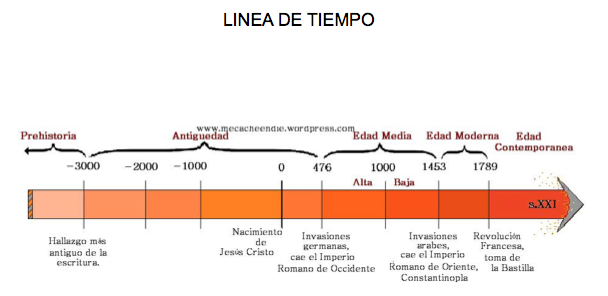 LINEA DE TIEMPO
www.mecacheendie.wordpress.com
Prehistoria
Antiguedad
Edad Media
Edad Moderna
Edad
Contemporanea
-3000
-2000
-1000
0
476
1000
1453
1789
Alta
Baja
s.XXI
Hallazgo más
antiguo de la
escritura.
Nacimiento
de
Jesús Cristo
Invasiones
germanas,
cae el Imperio
Romano de Occidente
Invasiones
arabes,
cae el Imperio
Romano de Oriente,
Constantinopla
Revolución
Francesa,
toma de
la Bastilla